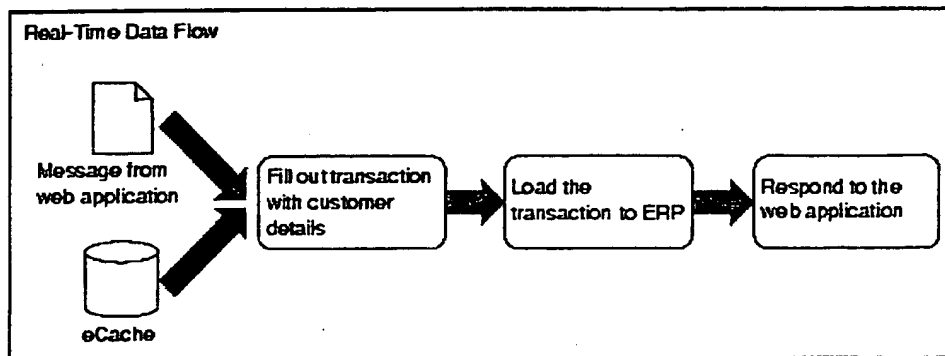 Real-Time Data Flow
Message from
web application
eCache
Fill out transaction
with customer
details
Load the
transaction to ERP
Respond to the
web application